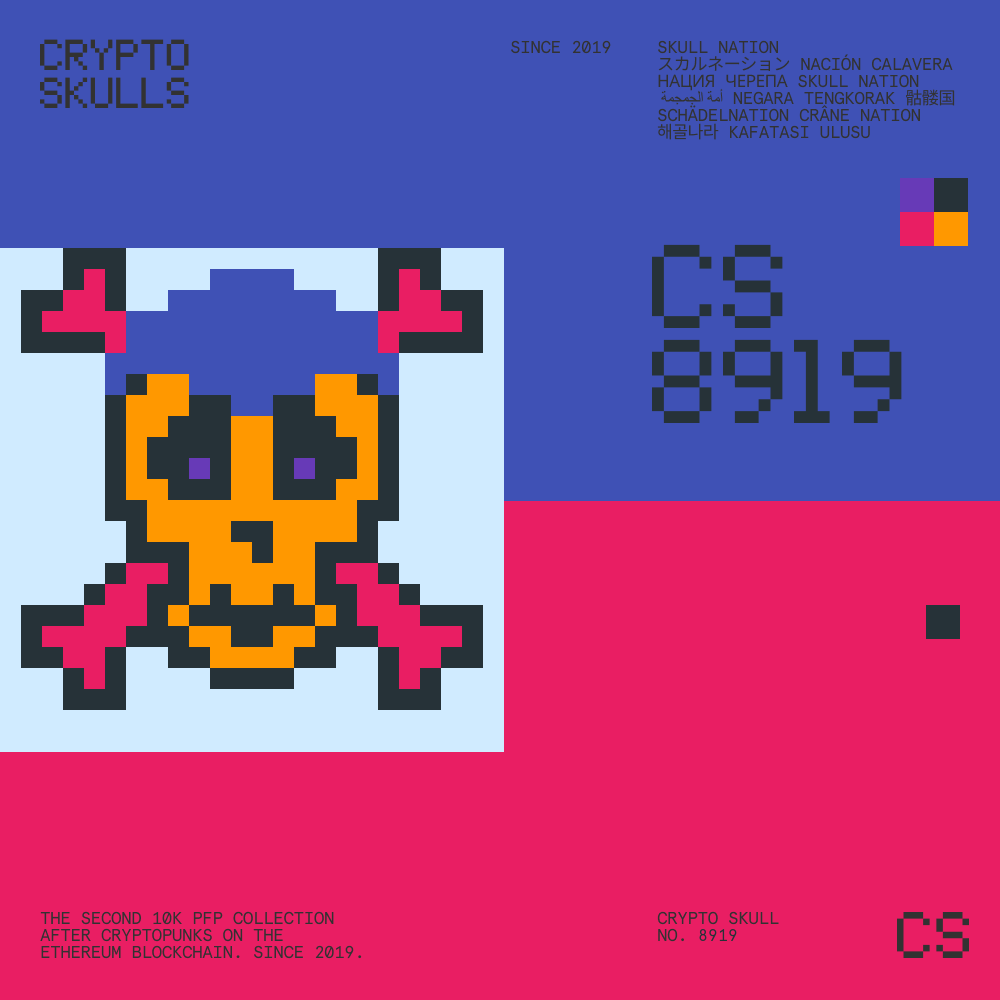 CRYPTO
SKULLS
SINCE 2019
SKULL NATION
スカルネーション NACIÓN CALAVERA
НАЦИЯ ЧЕРЕПА SKULL NATION
أمة الجمجمة NEGARA TENGKORAK 骷髅国
SCHÄDELNATION CRÂNE NATION
해골나라 KAFATASI ULUSU
CS
8919
THE SECOND 10K PFP COLLECTION
AFTER CRYPTOPUNKS ON THE
ETHEREUM BLOCKCHAIN. SINCE 2019.
CRYPTO SKULL
NO. 8919
CS